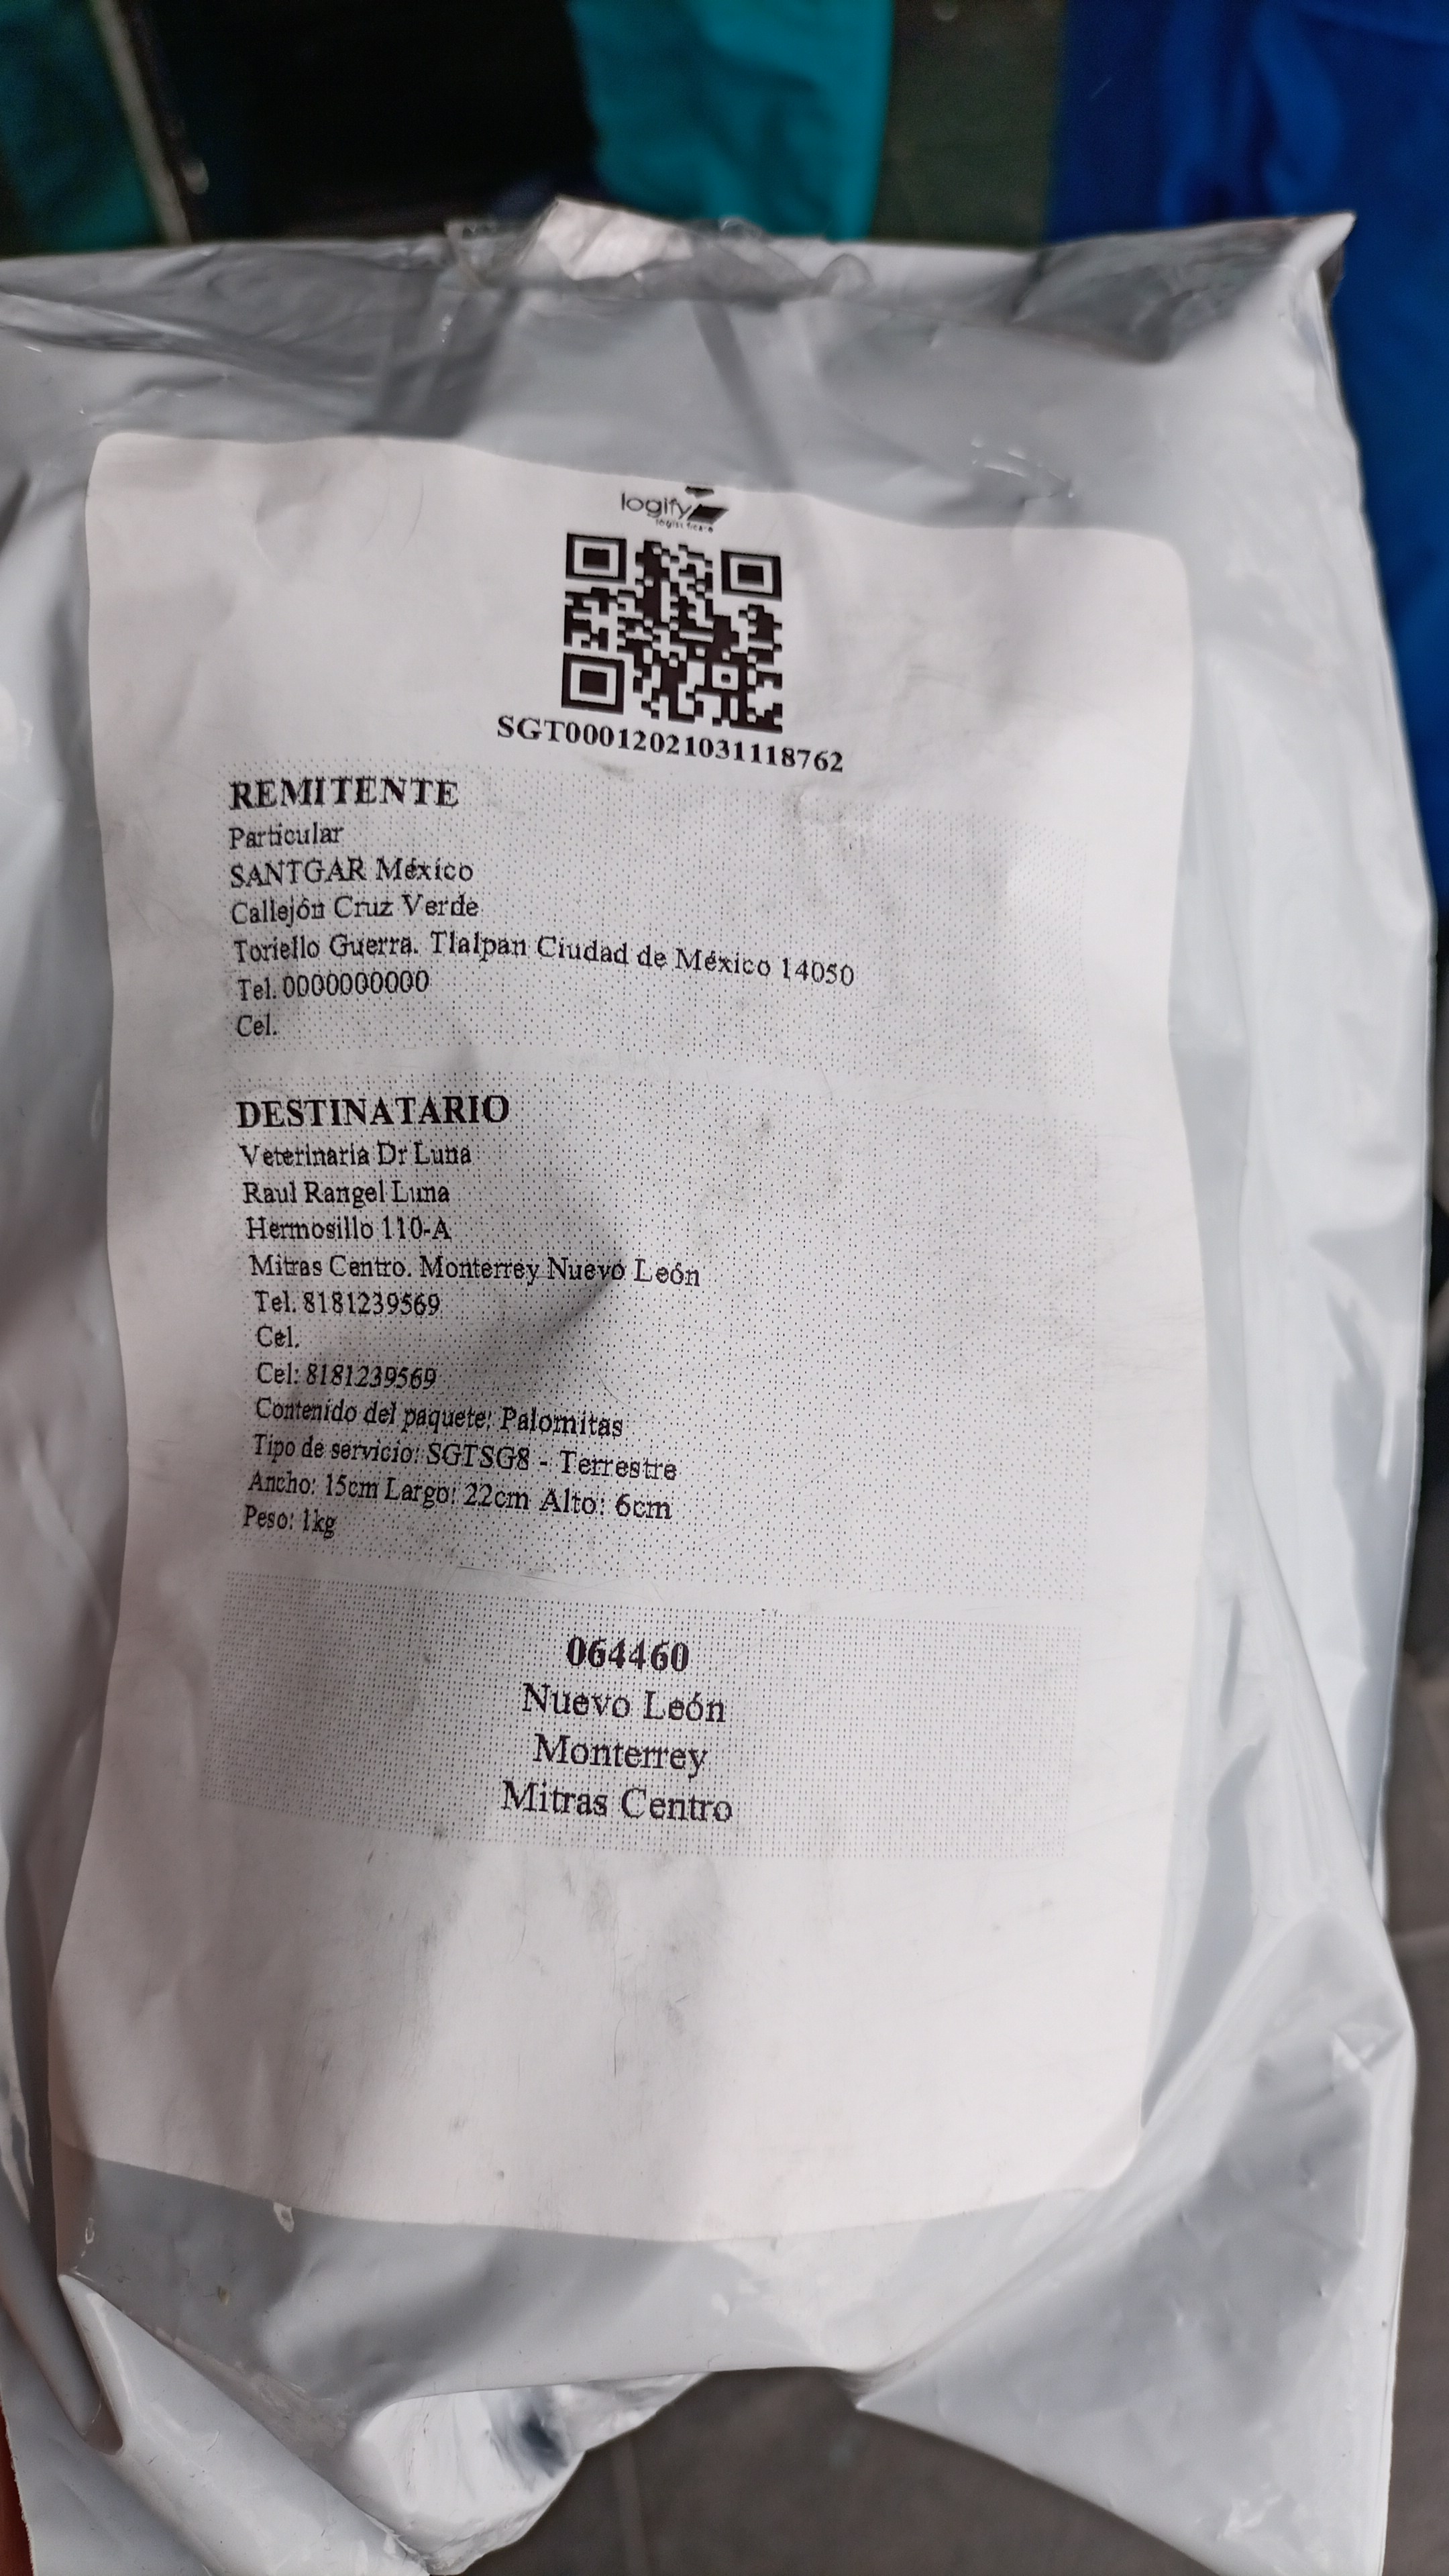 logify
SGT00012021031118762
REMITENTE
Particular
SANTGAR México
Callejón Cruz Verde
Toriello Guerra. Tlalpan Ciudad de México 14050
Tel. 0000000000
Cel.
DESTINATARIO
Veterinaria Dr Luna
Raul Rangel Luna
Hermosillo 110-A
Mitras Centro. Monterrey Nuevo León
Tel. 8181239569
Cel.
Cel: 8181239569
Contenido del paquete: Palomitas
Tipo de servicio: SGTSG8 - Terrestre
Ancho: 15cm Largo: 22cm Alto: 6cm
Peso: 1kg
064460
Nuevo León
Monterrey
Mitras Centro